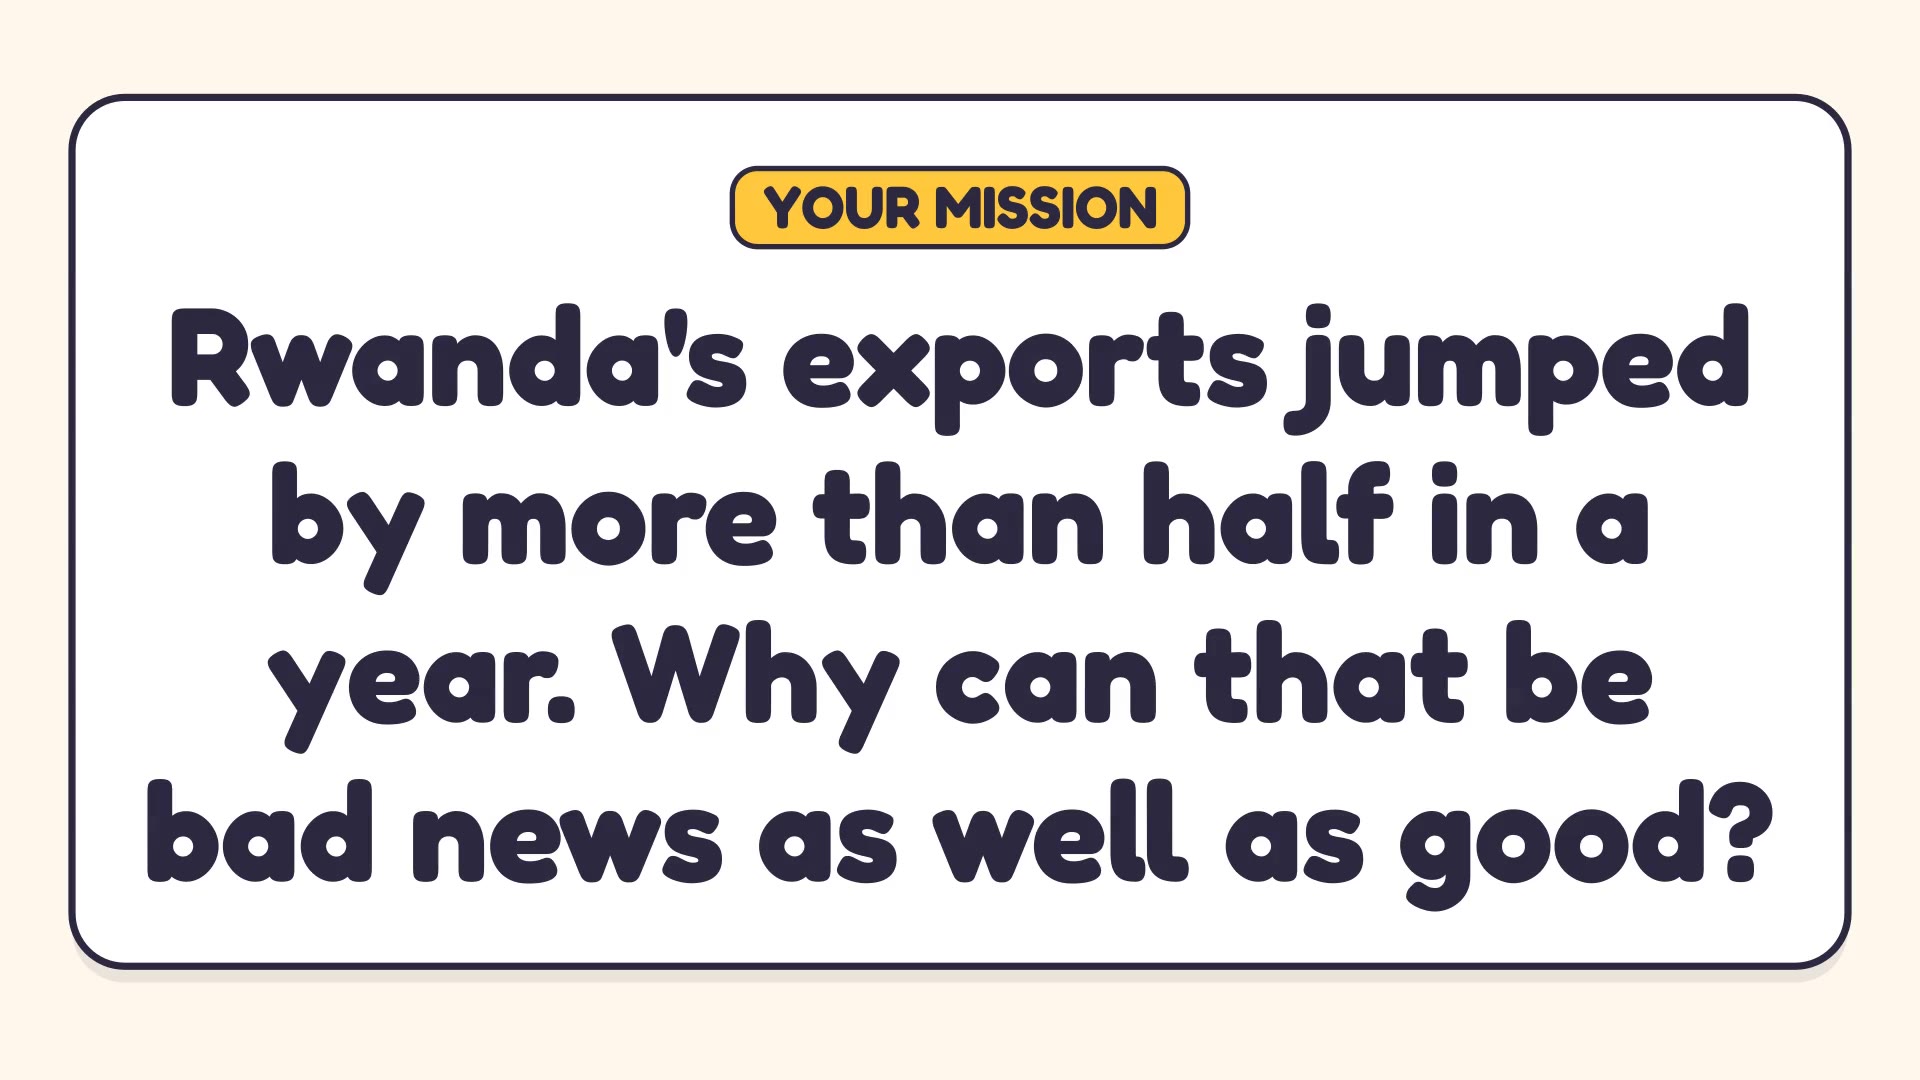 YOUR MISSION
Rwanda's exports jumped
by more than half in a
year. Why can that be
bad news as well as good?